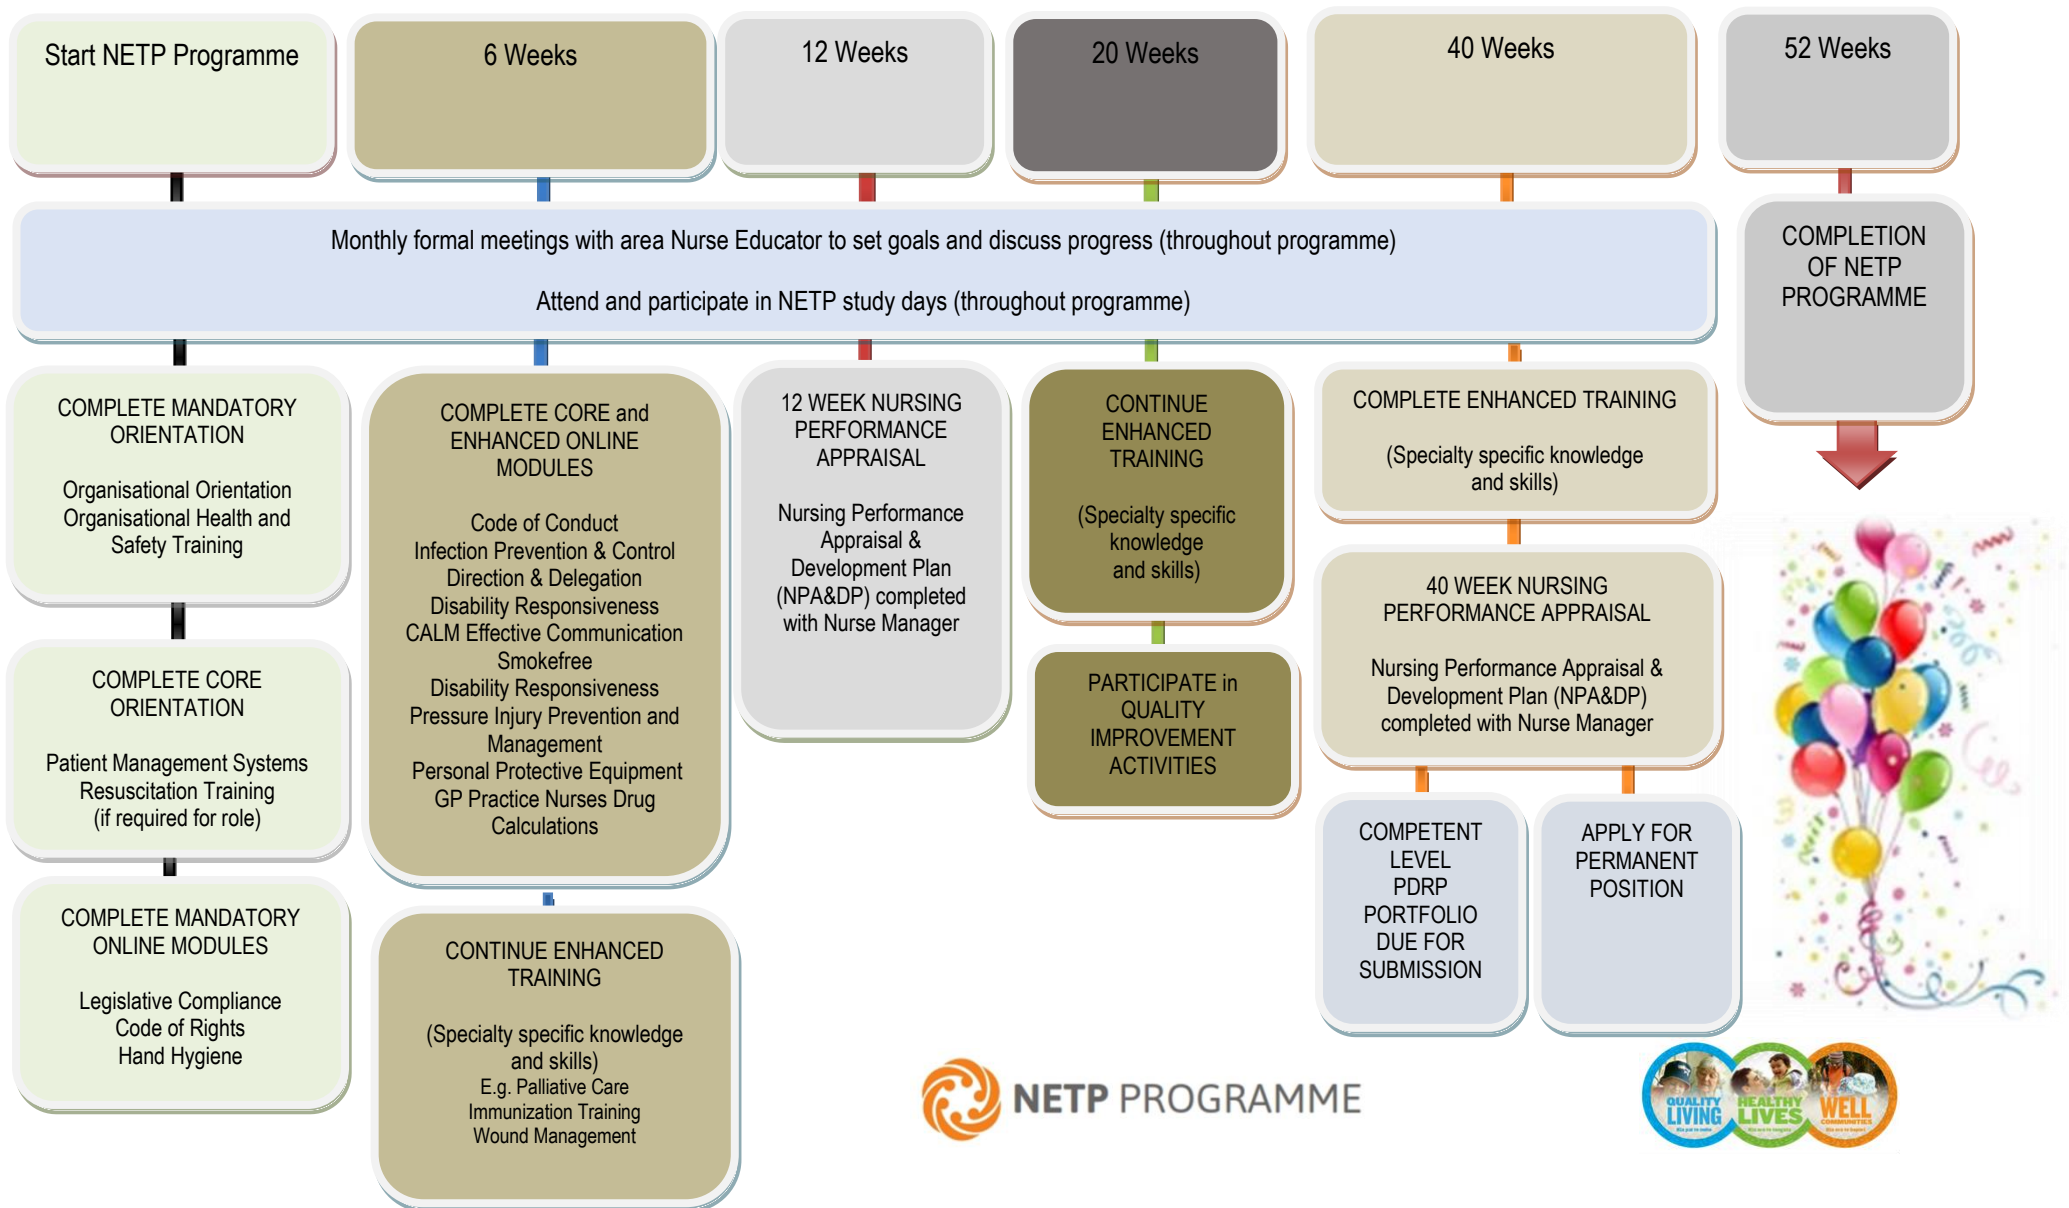 Start NETP Programme
6 Weeks
12 Weeks
20 Weeks
40 Weeks
52 Weeks
Monthly formal meetings with area Nurse Educator to set goals and discuss progress (throughout programme)
Attend and participate in NETP study days (throughout programme)
COMPLETION
OF NETP
PROGRAMME
COMPLETE MANDATORY
ORIENTATION
Organisational Orientation
Organisational Health and
Safety Training
COMPLETE CORE
ORIENTATION
Patient Management Systems
Resuscitation Training
(if required for role)
COMPLETE MANDATORY
ONLINE MODULES
Legislative Compliance
Code of Rights
Hand Hygiene
COMPLETE CORE and
ENHANCED ONLINE
MODULES
Code of Conduct
Infection Prevention & Control
Direction & Delegation
Disability Responsiveness
CALM Effective Communication
Smokefree
Disability Responsiveness
Pressure Injury Prevention and
Management
Personal Protective Equipment
GP Practice Nurses Drug
Calculations
CONTINUE ENHANCED
TRAINING
(Specialty specific knowledge
and skills)
E.g. Palliative Care
Immunization Training
Wound Management
12 WEEK NURSING
PERFORMANCE
APPRAISAL
Nursing Performance
Appraisal &
Development Plan
(NPA&DP) completed
with Nurse Manager
CONTINUE
ENHANCED
TRAINING
(Specialty specific
knowledge
and skills)
PARTICIPATE in
QUALITY
IMPROVEMENT
ACTIVITIES
COMPLETE ENHANCED TRAINING
(Specialty specific knowledge
and skills)
40 WEEK NURSING
PERFORMANCE APPRAISAL
Nursing Performance Appraisal &
Development Plan (NPA&DP)
completed with Nurse Manager
COMPETENT
LEVEL
PDRP
PORTFOLIO
DUE FOR
SUBMISSION
APPLY FOR
PERMANENT
POSITION
NETP PROGRAMME
QUALITY
LIVING
HEALTHY
LIVES
WELL
COMMUNITIES